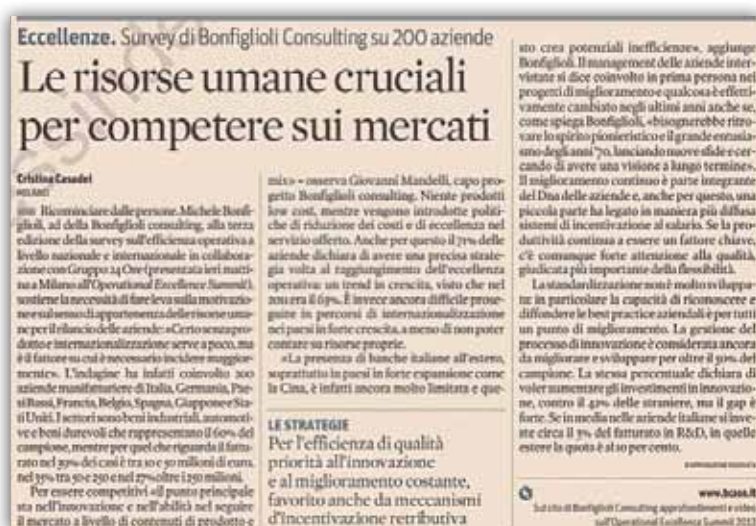 Eccellenze. Survey di Bonfiglioli Consulting su 200 aziende
Le risorse umane cruciali
per competere sui mercati
Cristina Casadei
MILANO
Ricominciare dalle persone. Michele Bonfi-
glioli, ad della Bonfiglioli consulting, alla terza
edizione della survey sull'efficienza operativa a
livello nazionale e internazionale in collabora-
zione con Gruppo 24 Ore (presentata ieri matti-
na a Milano all'Operational Excellence Summit),
sostiene la necessità di fare leva sulla motivazio-
ne e sul senso di appartenenza delle risorse uma-
ne per il rilancio delle aziende: «Certo senza pro-
dotto e internazionalizzazione serve a poco, ma
è il fattore su cui è necessario incidere maggior-
mente». L'indagine ha infatti coinvolto 200
aziende manifatturiere di Italia, Germania, Pae-
si Bassi, Francia, Belgio, Spagna, Giappone e Sta-
ti Uniti. I settori sono beni industriali, automoti-
ve e beni durevoli che rappresentano il 60% del
campione, mentre per quel che riguarda il fattu-
rato nel 39% dei casi è tra 10 e 50 milioni di euro,
nel 35% tra 50 e 250 e nel 27% oltre i 250 milioni.
Per essere competitivi «il punto principale
sta nell'innovazione e nell'abilità nel seguire
il mercato a livello di contenuti di prodotto e
mix» - osserva Giovanni Mandelli, capo pro-
getto Bonfiglioli consulting. Niente prodotti
low cost, mentre vengono introdotte politi-
che di riduzione dei costi e di eccellenza nel
servizio offerto. Anche per questo il 71% delle
aziende dichiara di avere una precisa strate-
gia volta al raggiungimento dell'eccellenza
operativa: un trend in crescita, visto che nel
2011 era il 63%. È invece ancora difficile prose-
guire in percorsi di internazionalizzazione
nei paesi in forte crescita, a meno di non poter
contare su risorse proprie.
«La presenza di banche italiane all'estero,
soprattutto in paesi in forte espansione come
la Cina, è infatti ancora molto limitata e que-
LE STRATEGIE
Per l'efficienza di qualità
priorità all'innovazione
e al miglioramento costante,
favorito anche da meccanismi
d'incentivazione retributiva
sto crea potenziali inefficienze», aggiunge
Bonfiglioli. Il management delle aziende inter-
vistate si dice coinvolto in prima persona nei
progetti di miglioramento e qualcosa è effetti-
vamente cambiato negli ultimi anni anche se,
come spiega Bonfiglioli, «bisognerebbe ritro-
vare lo spirito pionieristico e il grande entusia-
smo degli anni '70, lanciando nuove sfide e cer-
cando di avere una visione a lungo termine».
Il miglioramento continuo è parte integrante
del Dna delle aziende e, anche per questo, una
piccola parte ha legato in maniera più diffusa
sistemi di incentivazione al salario. Se la pro-
duttività continua a essere un fattore chiave,
c'è comunque forte attenzione alla qualità,
giudicata più importante della flessibilità.
La standardizzazione non è molto sviluppa-
ta: in particolare la capacità di riconoscere e
diffondere le best practice aziendali è per tutti
un punto di miglioramento. La gestione del
processo di innovazione è considerata ancora
da migliorare e sviluppare per oltre il 50% del
campione. La stessa percentuale dichiara di
voler aumentare gli investimenti in innovazio-
ne, contro il 42% delle straniere, ma il gap è
forte. Se in media nelle aziende italiane si inve-
ste circa il 3% del fatturato in R&D, in quelle
estere la quota è al 10 per cento.
www.bcsoa.it
Sul sito di Bonfiglioli Consulting approfondimenti e video
sull'Operational Excellence Summit